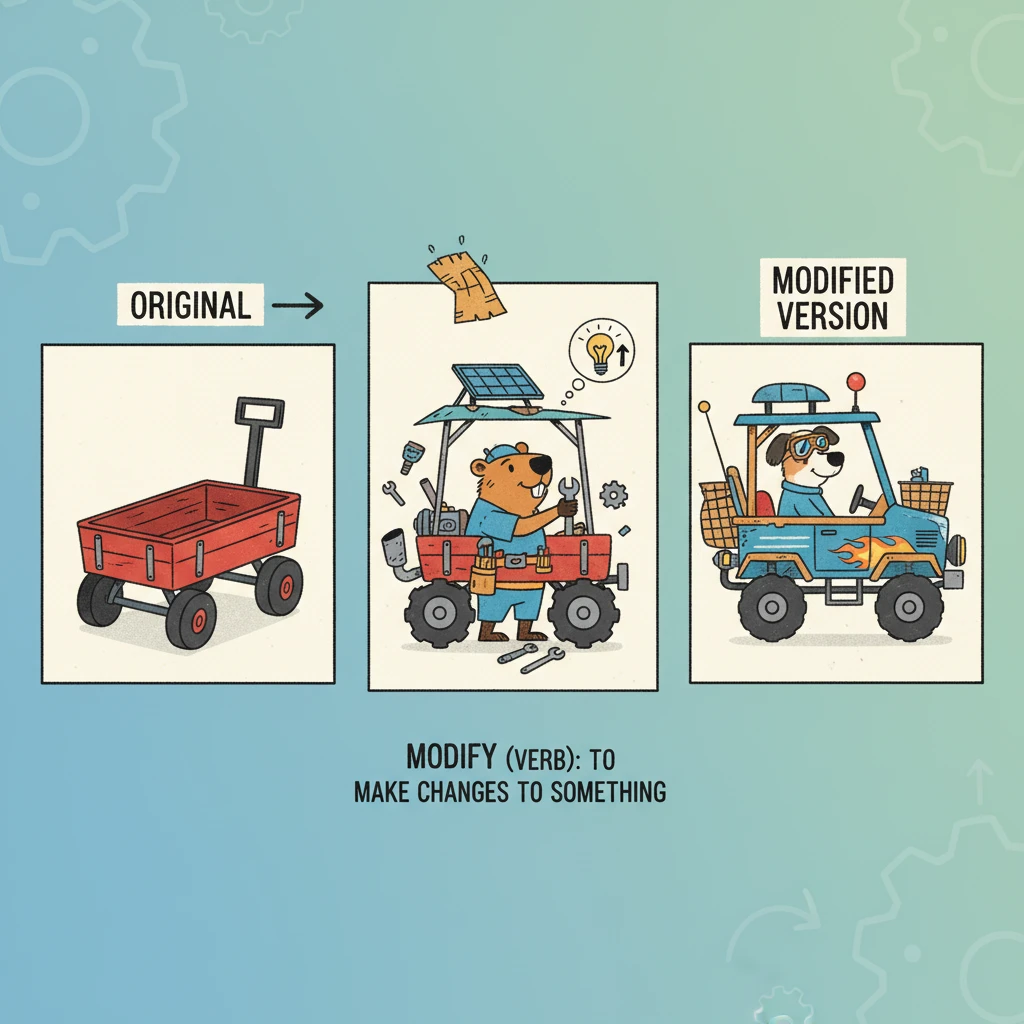 ORIGINAL
MODIFIED
VERSION
MODIFY (VERB): TO
MAKE CHANGES TO SOMETHING